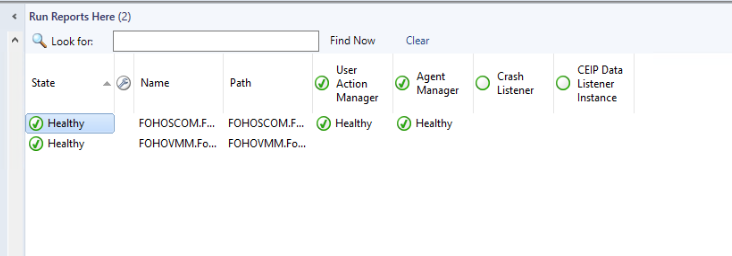 Run Reports Here (2)
Look for: Find Now Clear
State Name Path User Action Manager Agent Manager Crash Listener CEIP Data Listener Instance
Healthy FOHOSCOM.F... FOHOSCOM.F... Healthy Healthy
Healthy FOHOVMM.Fo... FOHOVMM.Fo...